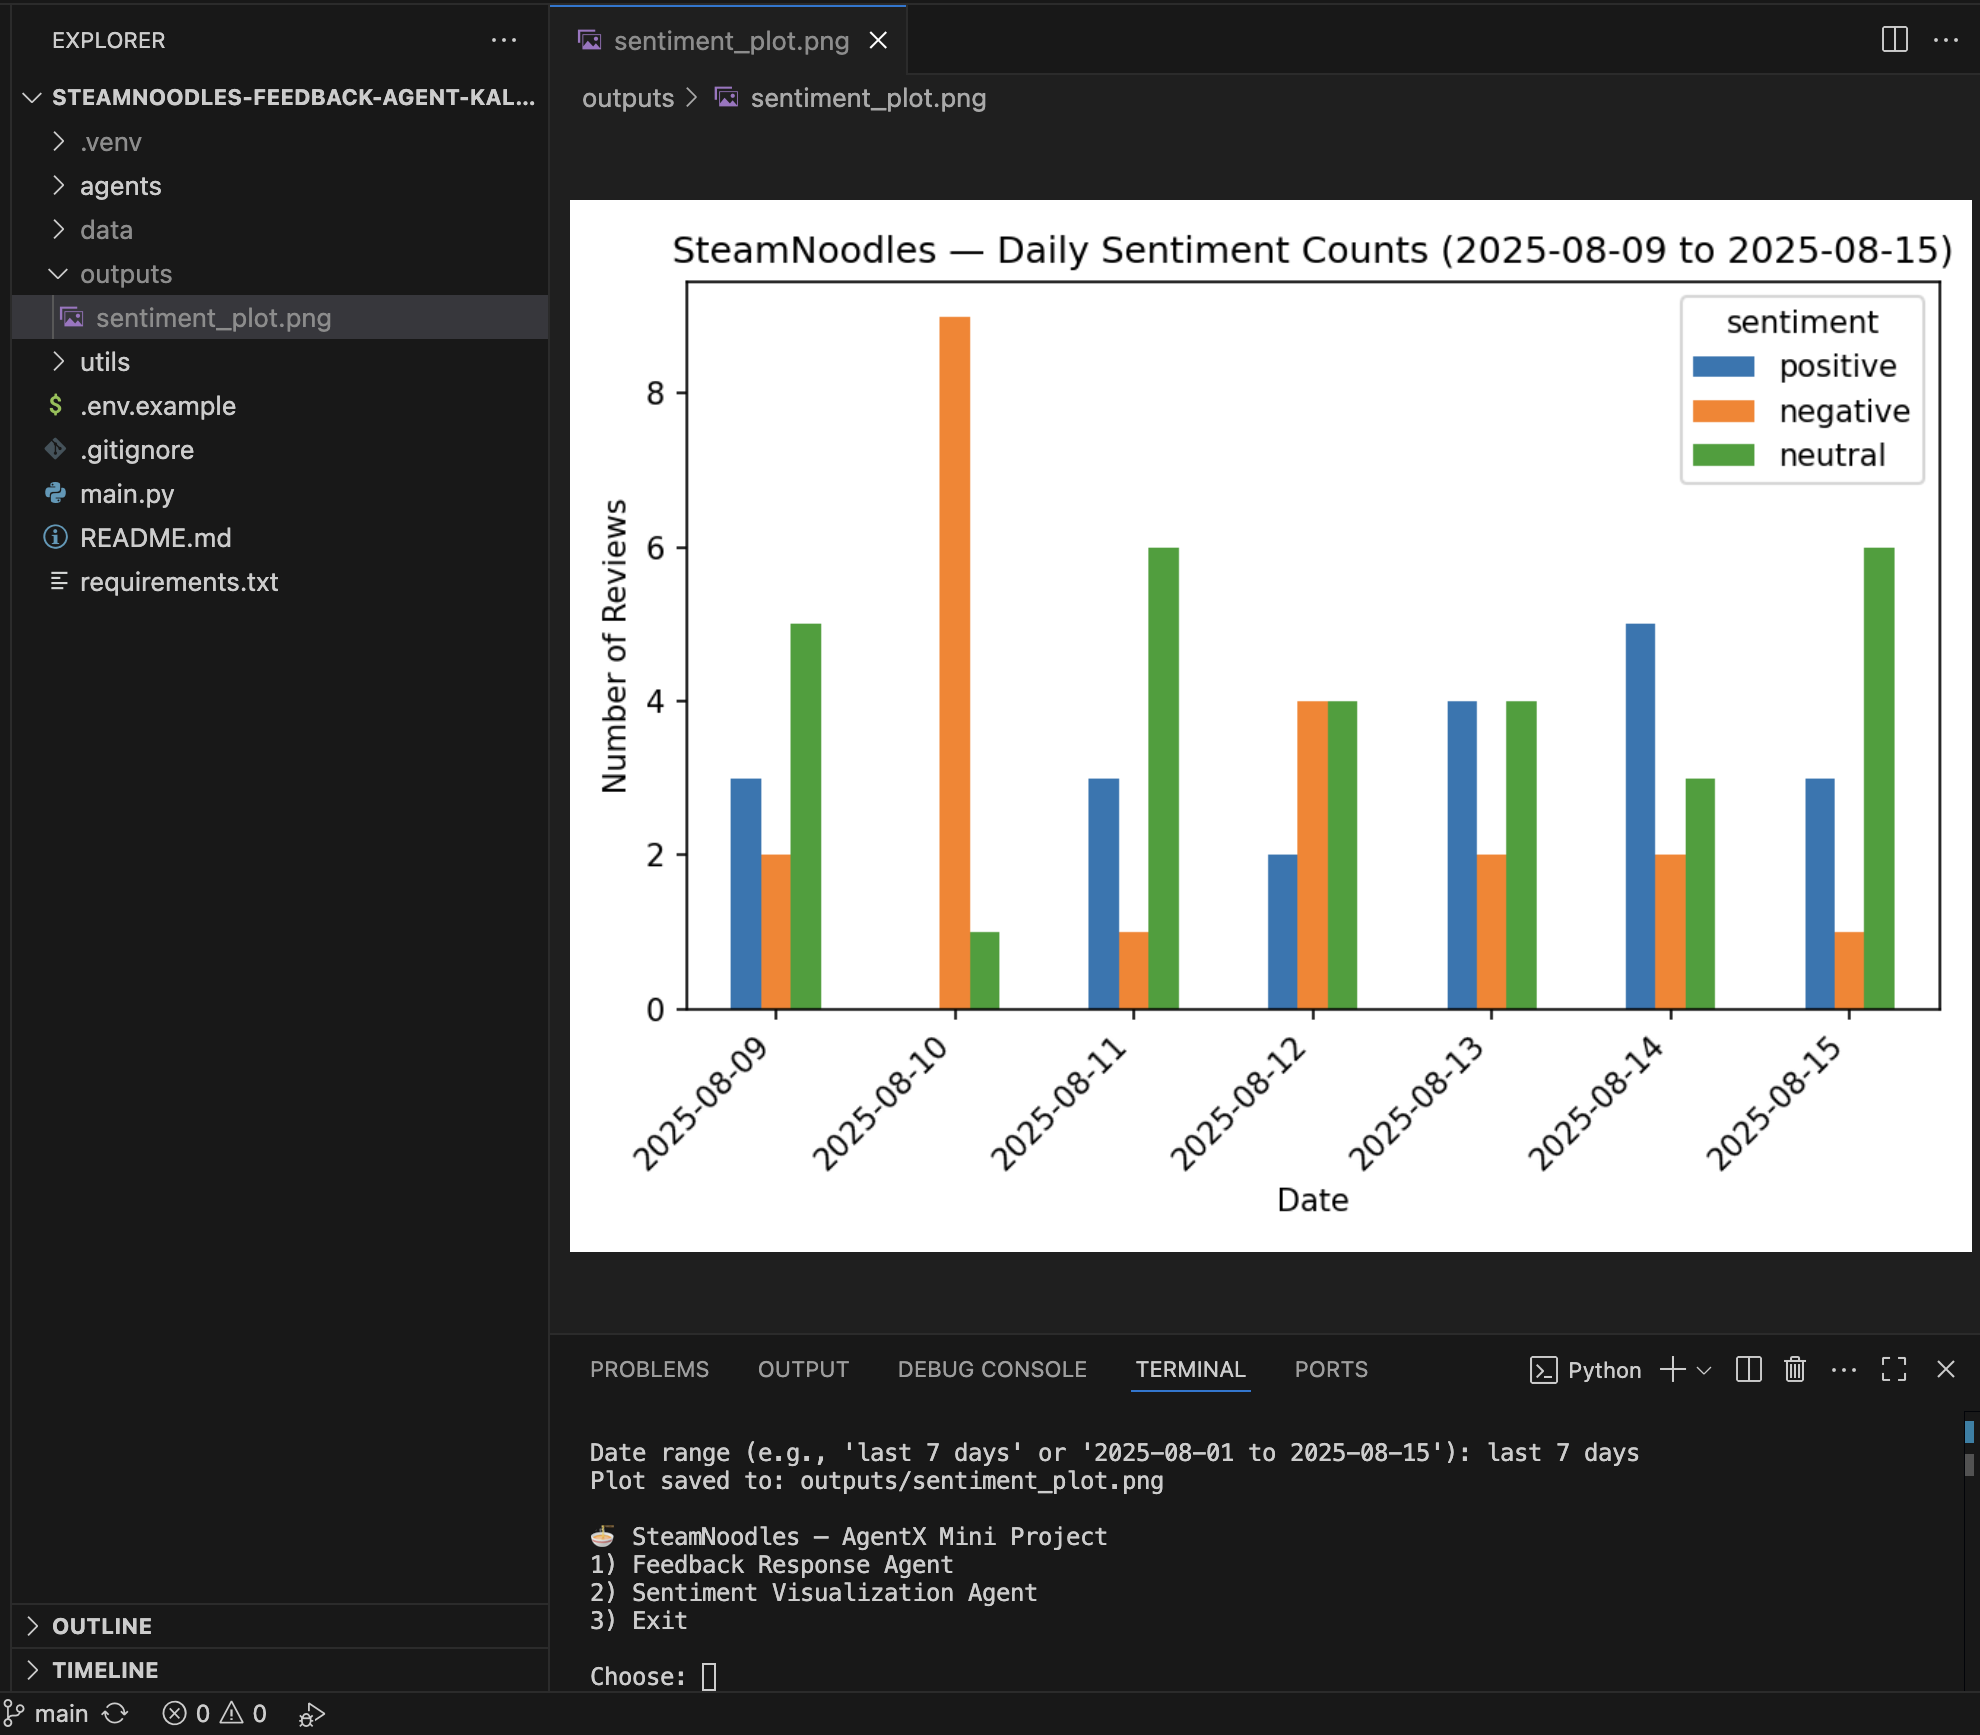 EXPLORER
STEAMNOODLES-FEEDBACK-AGENT-KAL...
.venv
agents
data
outputs
sentiment_plot.png
utils
.env.example
.gitignore
main.py
README.md
requirements.txt
OUTLINE
TIMELINE
sentiment_plot.png
outputs > sentiment_plot.png
SteamNoodles — Daily Sentiment Counts (2025-08-09 to 2025-08-15)
sentiment
positive
negative
neutral
Number of Reviews
8
6
4
2
0
2025-08-09
2025-08-10
2025-08-11
2025-08-12
2025-08-13
2025-08-14
2025-08-15
Date
PROBLEMS OUTPUT DEBUG CONSOLE TERMINAL PORTS Python
Date range (e.g., 'last 7 days' or '2025-08-01 to 2025-08-15'): last 7 days
Plot saved to: outputs/sentiment_plot.png
🍜 SteamNoodles — AgentX Mini Project
1) Feedback Response Agent
2) Sentiment Visualization Agent
3) Exit
Choose:
main 0 0